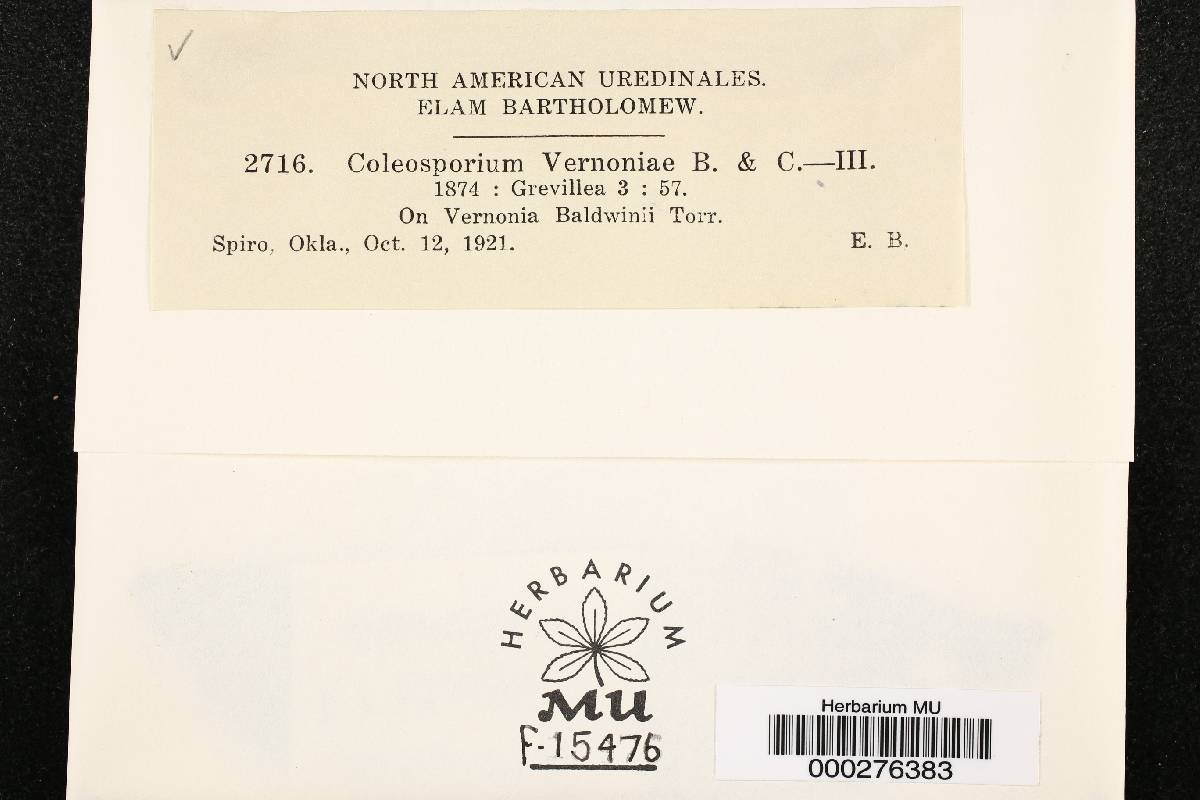 NORTH AMERICAN UREDINALES.
ELAM BARTHOLOMEW.
2716. Coleosporium Vernoniae B. & C.—III.
1874 : Grevillea 3 : 57.
On Vernonia Baldwinii Torr.
Spiro, Okla., Oct. 12, 1921. E. B.
HERBARIUM
MU
F-15476
Herbarium MU
000276383